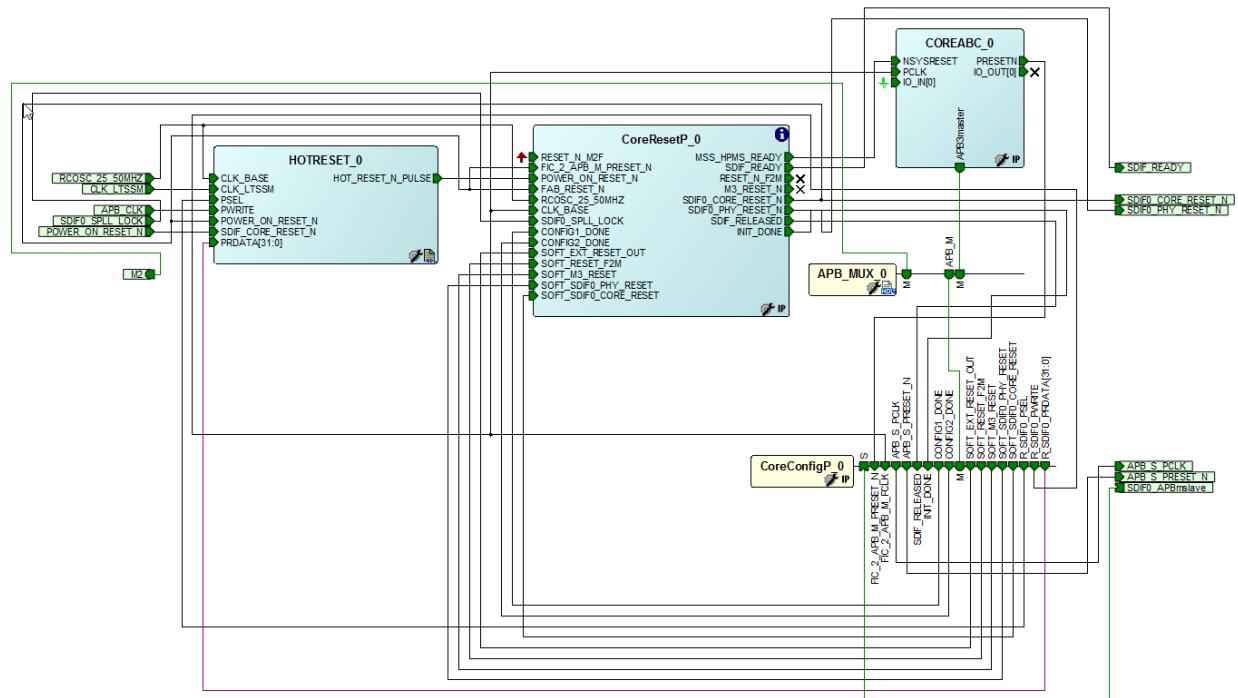 COREABC_0
NSYSRESET
PCLK
IO_IN[0]
PRESETN
IO_OUT[0]
APB3master
IP
CoreResetP_0
RESET_N_M2F
FIC_2_APB_M_PRESET_N
POWER_ON_RESET_N
FAB_RESET_N
RCOSC_25_50MHZ
CLK_BASE
SDIF0_SPLL_LOCK
CONFIG1_DONE
CONFIG2_DONE
SOFT_EXT_RESET_OUT
SOFT_RESET_F2M
SOFT_M3_RESET
SOFT_SDIF0_PHY_RESET
SOFT_SDIF0_CORE_RESET
MSS_HPMS_READY
SDIF_READY
RESET_N_F2M
M3_RESET_N
SDIF0_CORE_RESET_N
SDIF0_PHY_RESET_N
SDIF_RELEASED
INIT_DONE
IP
HOTRESET_0
CLK_BASE
CLK_LTSSM
PSEL
PWRITE
POWER_ON_RESET_N
SDIF_CORE_RESET_N
PRDATA[31:0]
HOT_RESET_N_PULSE
RCOSC_25_50MHZ
CLK_LTSSM
APB_CLK
SDIF0_SPLL_LOCK
POWER_ON_RESET_N
M2
SDIF_READY
SDIF0_CORE_RESET_N
SDIF0_PHY_RESET_N
APB_MUX_0
M
APB_M
M
CoreConfigP_0
IP
S
FIC_2_APB_M_PRESET_N
FIC_2_APB_M_PCLK
APB_S_PCLK
APB_S_PRESET_N
SDIF_RELEASED
INIT_DONE
CONFIG1_DONE
CONFIG2_DONE
M
SOFT_EXT_RESET_OUT
SOFT_RESET_F2M
SOFT_M3_RESET
SOFT_SDIF0_PHY_RESET
SOFT_SDIF0_CORE_RESET
R_SDIF0_PSEL
R_SDIF0_PWRITE
R_SDIF0_PRDATA[31:0]
APB_S_PCLK
APB_S_PRESET_N
SDIF0_APBmslave